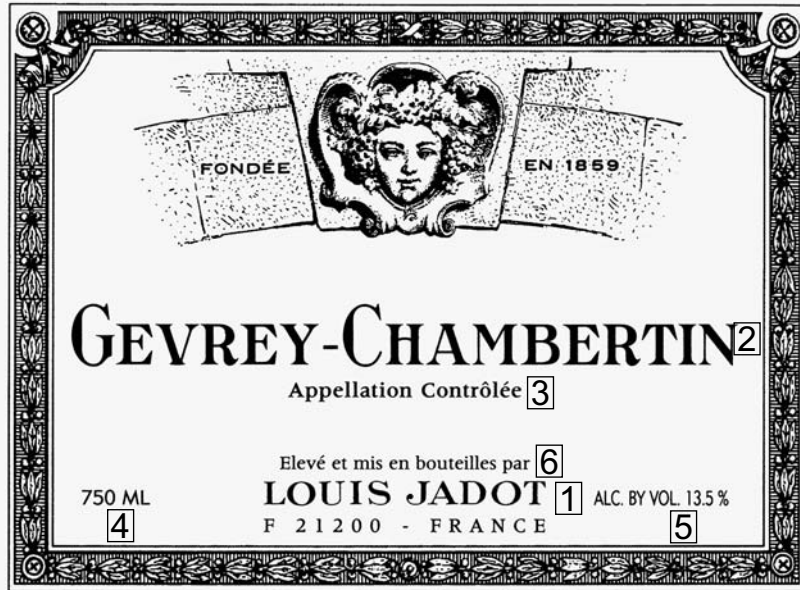 FONDÉE EN 1859
GEVREY-CHAMBERTIN 2
Appellation Contrôlée 3
Elevé et mis en bouteilles par 6
750 ML LOUIS JADOT 1 ALC. BY VOL. 13.5 %
4 F 21200 - FRANCE 5